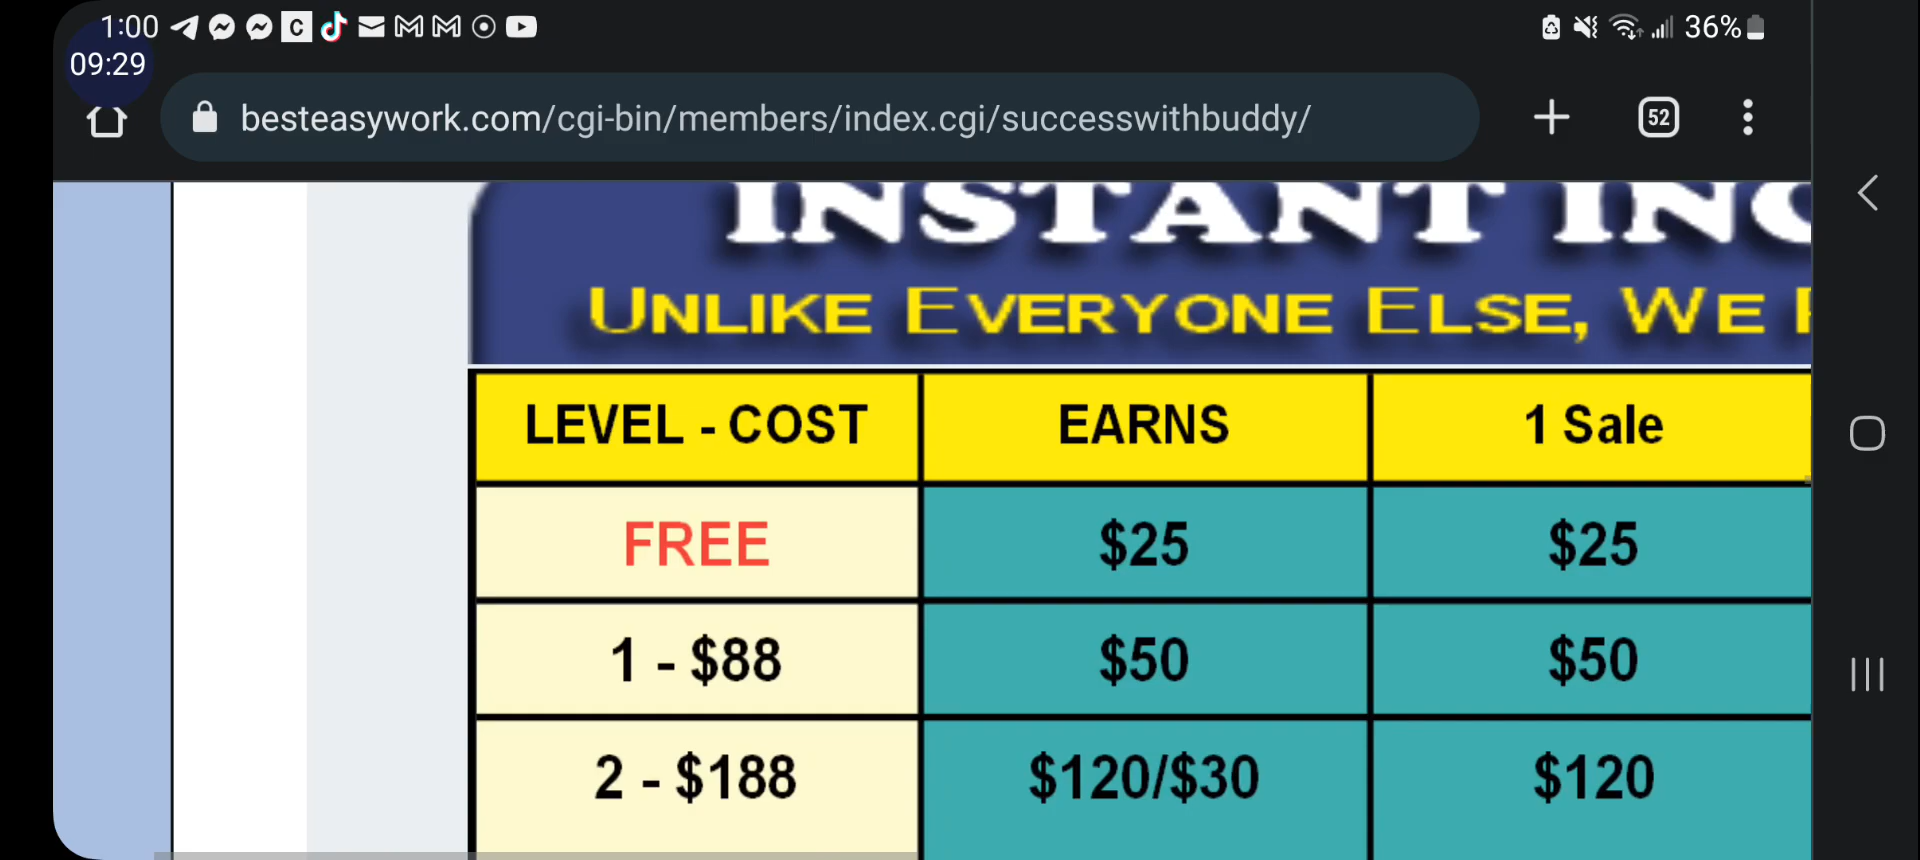 1:00 36%
09:29
besteasywork.com/cgi-bin/members/index.cgi/successwithbuddy/ 52
INSTANT
UNLIKE EVERYONE ELSE, WE
LEVEL - COST EARNS 1 Sale
FREE $25 $25
1 - $88 $50 $50
2 - $188 $120/$30 $120